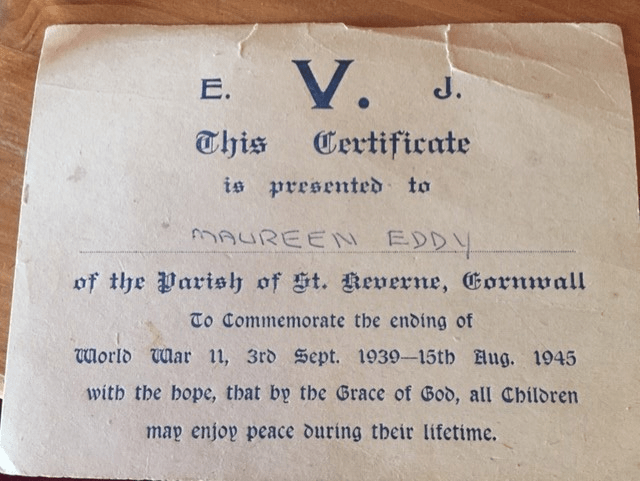 E. V. J.
This Certificate
is presented to
MAUREEN EDDY
of the Parish of St. Keverne, Cornwall
To Commemorate the ending of
World War 11, 3rd Sept. 1939—15th Aug. 1945
with the hope, that by the Grace of God, all Children
may enjoy peace during their lifetime.